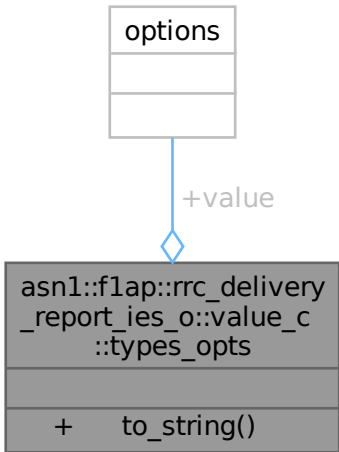 options
+value
asn1::f1ap::rrc_delivery
_report_ies_o::value_c
::types_opts
+ to_string()